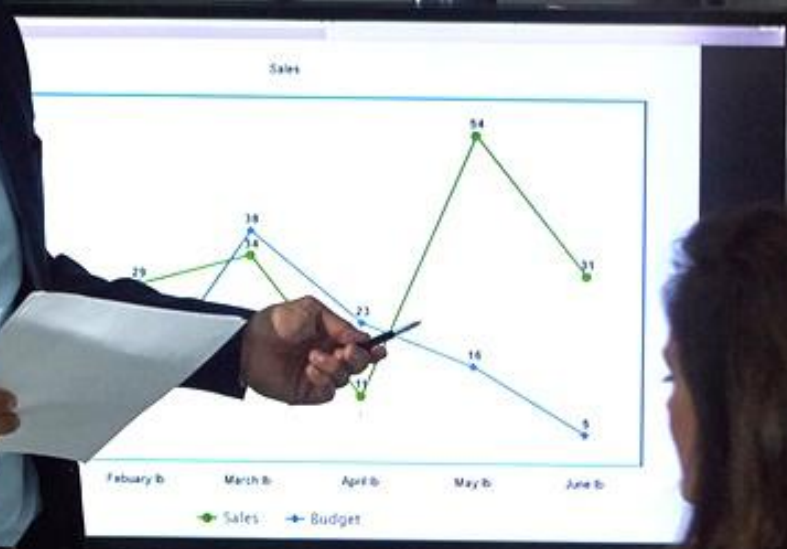 Sales
54
38
34
29
31
23
11
16
5
Febuary lb
March lb
April lb
May lb
June lb
Sales
Budget